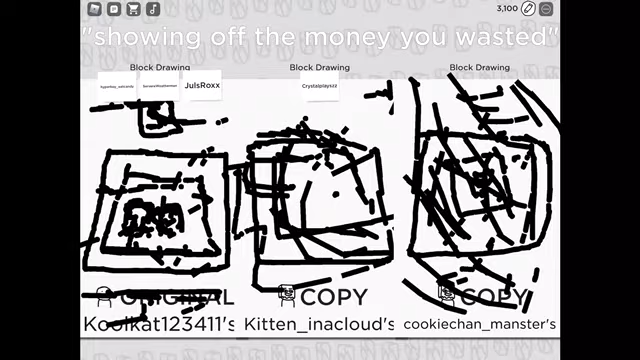 3,100
"showing off the money you wasted"
Block Drawing Block Drawing Block Drawing
JulsRoxx Crystalplayszz
ORIGINAL COPY COPY
Koolkat123411's Kitten_inacloud's cookiechan_manster's